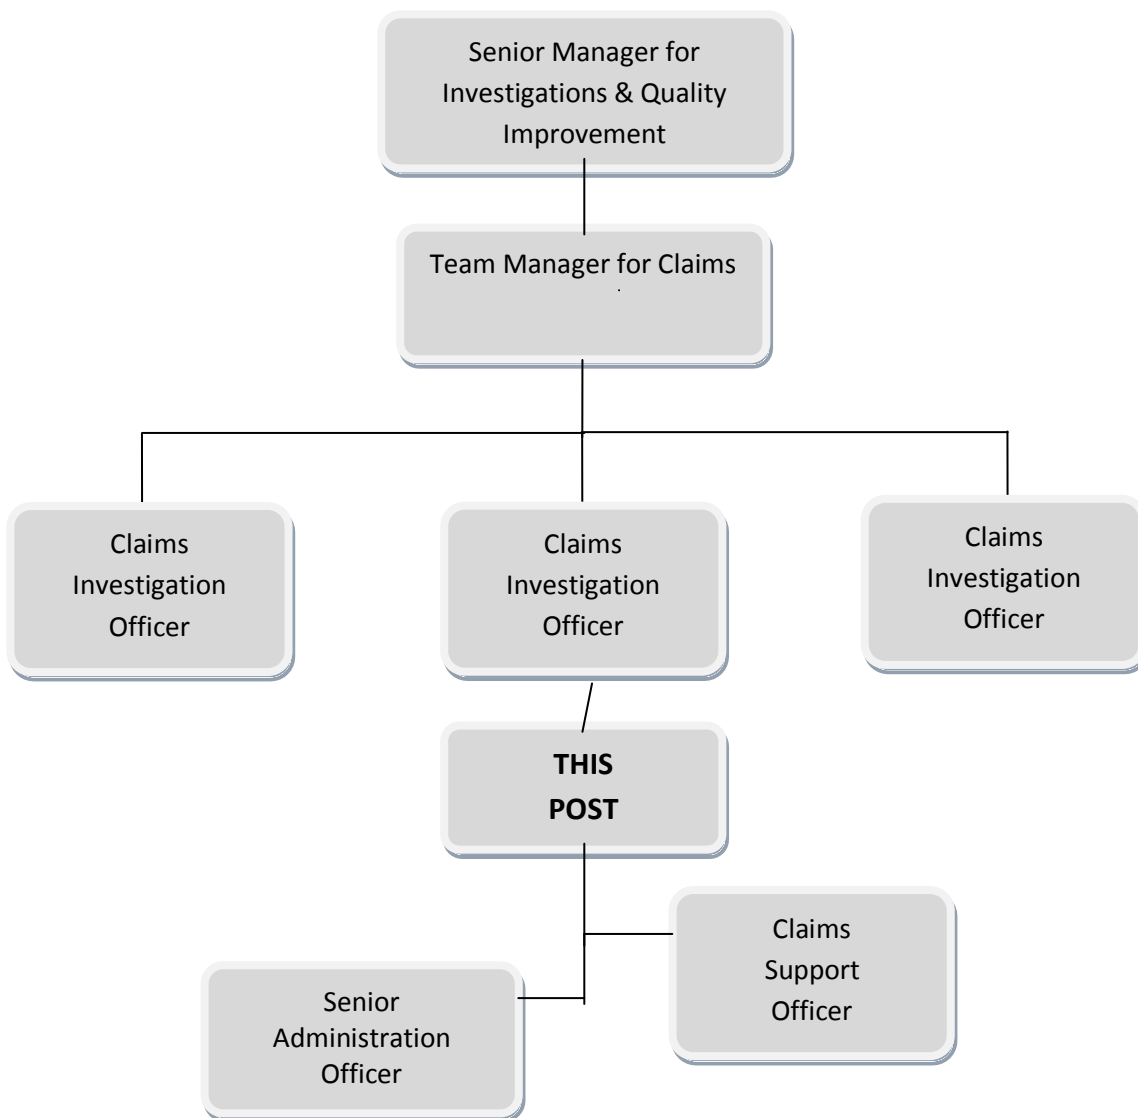 Senior Manager for
Investigations & Quality
Improvement
Team Manager for Claims
.
Claims
Investigation
Officer
Claims
Investigation
Officer
Claims
Investigation
Officer
THIS
POST
Claims
Support
Officer
Senior
Administration
Officer